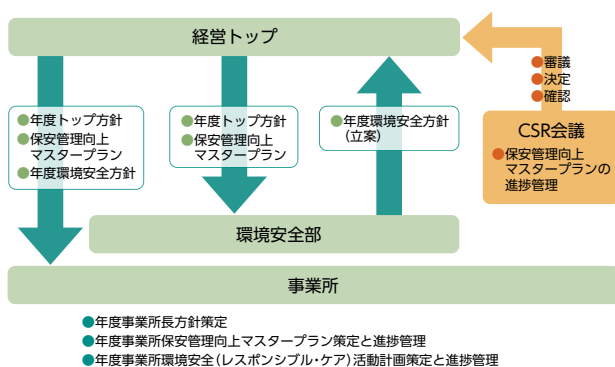 経営トップ
●審議
●決定
●確認
●年度トップ方針
●保安管理向上
マスタープラン
●年度環境安全方針
●年度トップ方針
●保安管理向上
マスタープラン
●年度環境安全方針
(立案)
CSR会議
●保安管理向上
マスタープランの
進捗管理
環境安全部
事業所
●年度事業所長方針策定
●年度事業所保安管理向上マスタープラン策定と進捗管理
●年度事業所環境安全(レスポンシブル・ケア)活動計画策定と進捗管理